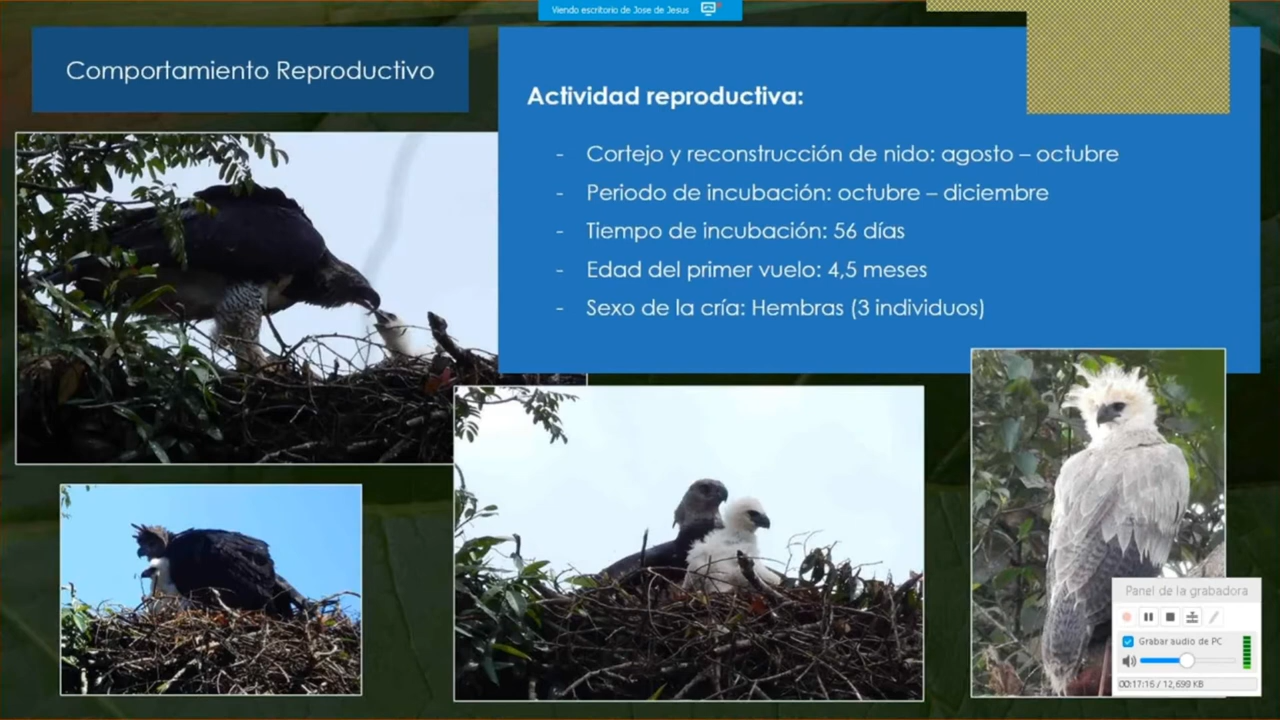 Viendo escritorio de Jose de Jesus
Comportamiento Reproductivo
Actividad reproductiva:
- Cortejo y reconstrucción de nido: agosto – octubre
- Periodo de incubación: octubre – diciembre
- Tiempo de incubación: 56 días
- Edad del primer vuelo: 4,5 meses
- Sexo de la cría: Hembras (3 individuos)
Panel de la grabadora
Grabar audio de PC
00:17:16 / 12,699 KB